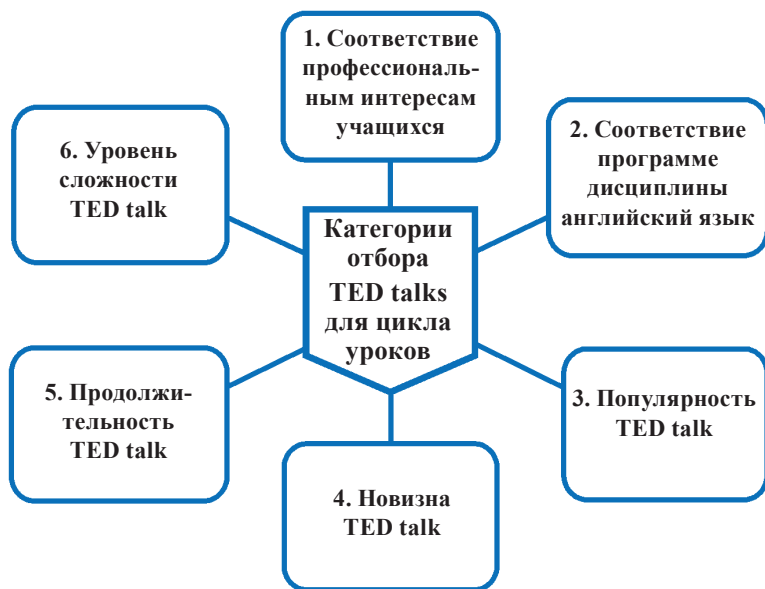 1. Соответствие
профессиональ-
ным интересам
учащихся
2. Соответствие
программе
дисциплины
английский язык
3. Популярность
TED talk
4. Новизна
TED talk
5. Продолжи-
тельность
TED talk
6. Уровень
сложности
TED talk
Категории
отбора
TED talks
для цикла
уроков